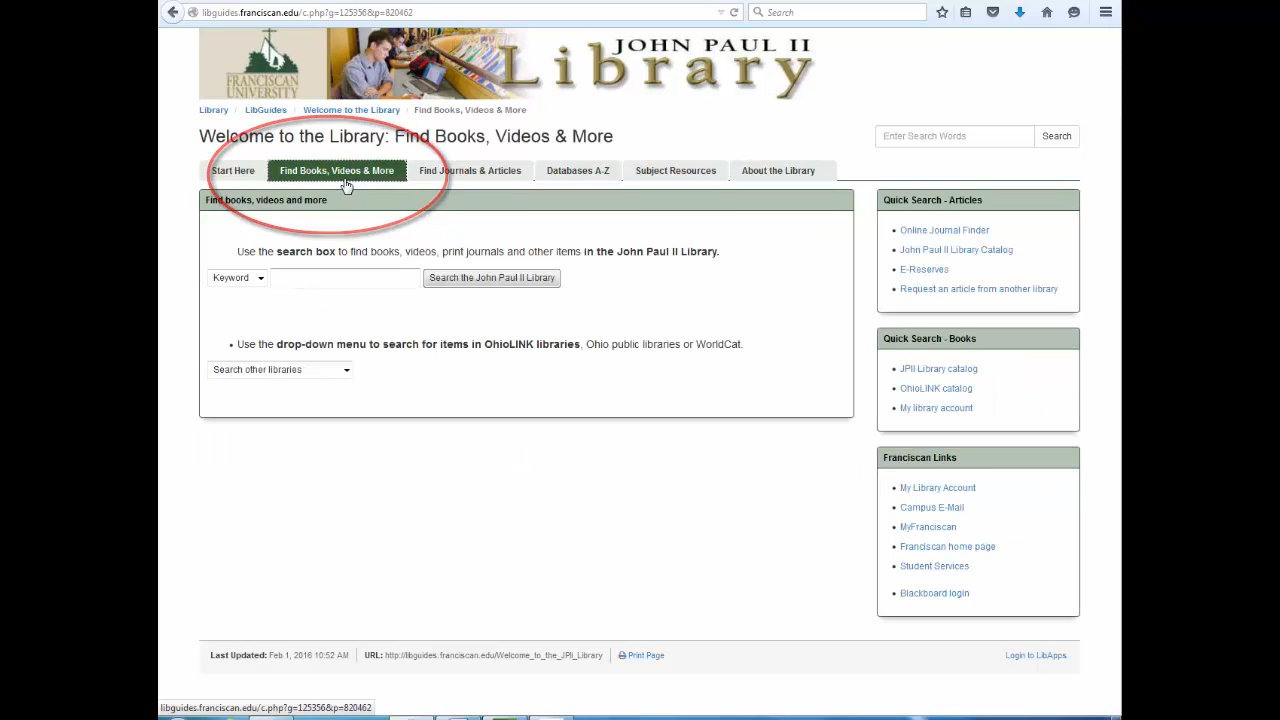 libguides.franciscan.edu/c.php?g=125356&p=820462
Search
FRANCISCAN
UNIVERSITY
JOHN PAUL II
Library
Library / LibGuides / Welcome to the Library / Find Books, Videos & More
Welcome to the Library: Find Books, Videos & More
Enter Search Words
Search
Start Here
Find Books, Videos & More
Find Journals & Articles
Databases A-Z
Subject Resources
About the Library
Find books, videos and more
Use the search box to find books, videos, print journals and other items in the John Paul II Library.
Keyword
Search the John Paul II Library
• Use the drop-down menu to search for items in OhioLINK libraries, Ohio public libraries or WorldCat.
Search other libraries
Quick Search - Articles
• Online Journal Finder
• John Paul II Library Catalog
• E-Reserves
• Request an article from another library
Quick Search - Books
• JPII Library catalog
• OhioLINK catalog
• My library account
Franciscan Links
• My Library Account
• Campus E-Mail
• MyFranciscan
• Franciscan home page
• Student Services
• Blackboard login
Last Updated: Feb 1, 2016 10:52 AM
URL: http://libguides.franciscan.edu/Welcome_to_the_JPII_Library
Print Page
Login to LibApps
libguides.franciscan.edu/c.php?g=125356&p=820462